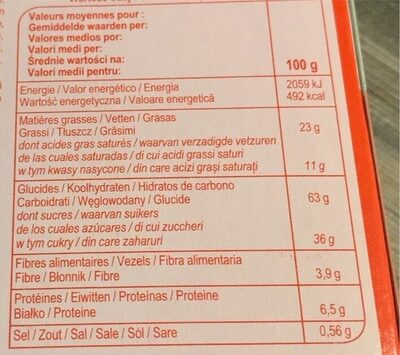 Valeurs moyennes pour :
Gemiddelde waarden per:
Valores medios por:
Valori medi per:
Średnie wartości na:
Valori medii pentru: 100 g
Energie / Valor energético / Energia 2059 kJ
Wartość energetyczna / Valoare energetică 492 kcal
Matières grasses / Vetten / Grasas
Grassi / Tłuszcz / Grăsimi 23 g
dont acides gras saturés / waarvan verzadigde vetzuren
de las cuales saturadas / di cui acidi grassi saturi
w tym kwasy nasycone / din care acizi grași saturați 11 g
Glucides / Koolhydraten / Hidratos de carbono
Carboidrati / Węglowodany / Glucide 63 g
dont sucres / waarvan suikers
de los cuales azúcares / di cui zuccheri
w tym cukry / din care zaharuri 36 g
Fibres alimentaires / Vezels / Fibra alimentaria
Fibre / Błonnik / Fibre 3,9 g
Protéines / Eiwitten / Proteínas / Proteine
Białko / Proteine 6,5 g
Sel / Zout / Sal / Sale / Sól / Sare 0,56 g